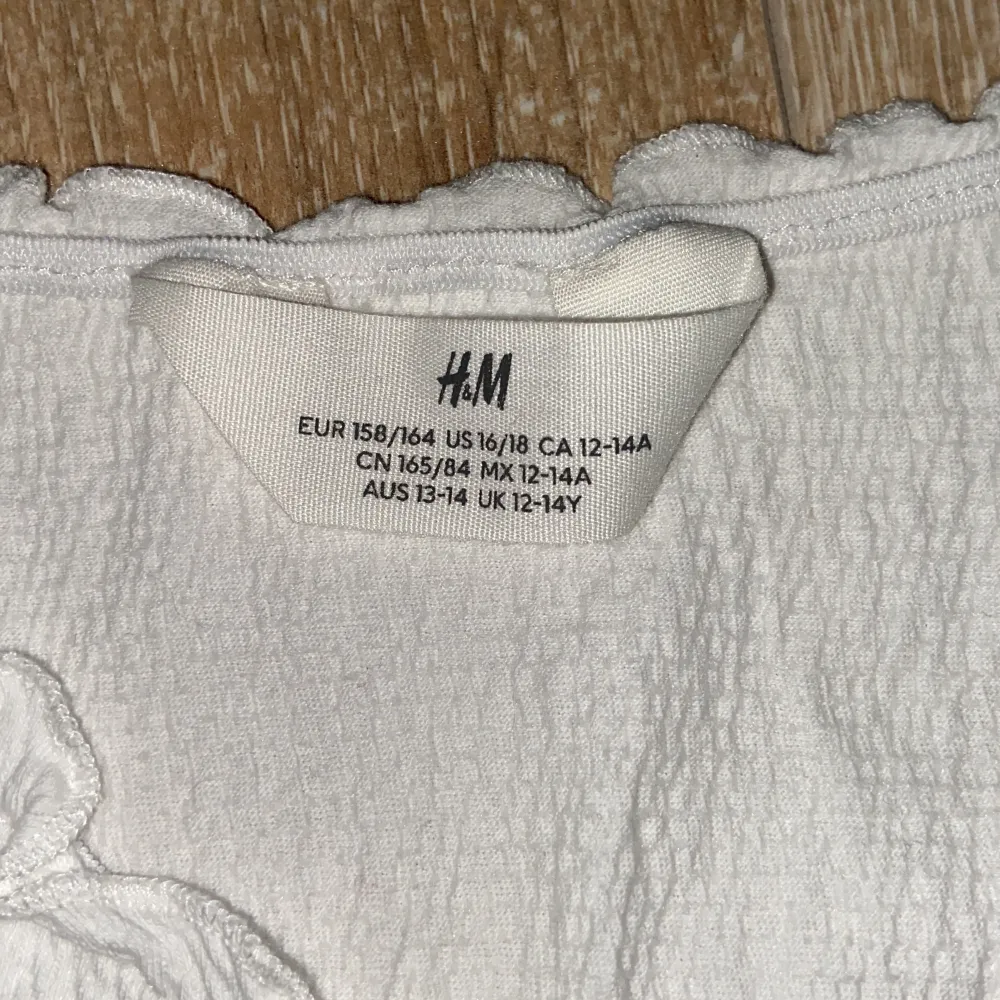 H&M
EUR 158/164 US 16/18 CA 12-14A
CN 165/84 MX 12-14A
AUS 13-14 UK 12-14Y